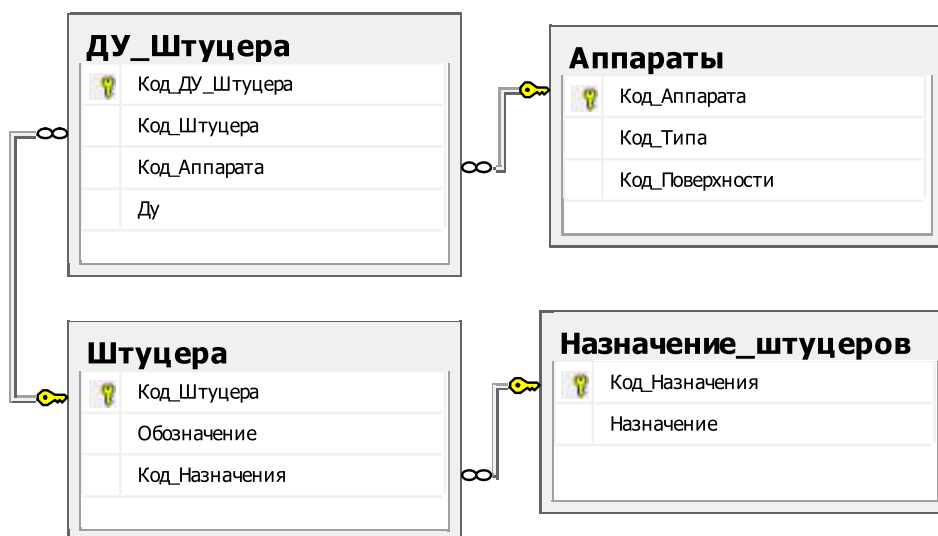 ДУ_Штуцера
Код_ДУ_Штуцера
Код_Штуцера
Код_Аппарата
Ду
Аппараты
Код_Аппарата
Код_Типа
Код_Поверхности
Штуцера
Код_Штуцера
Обозначение
Код_Назначения
Назначение_штуцеров
Код_Назначения
Назначение